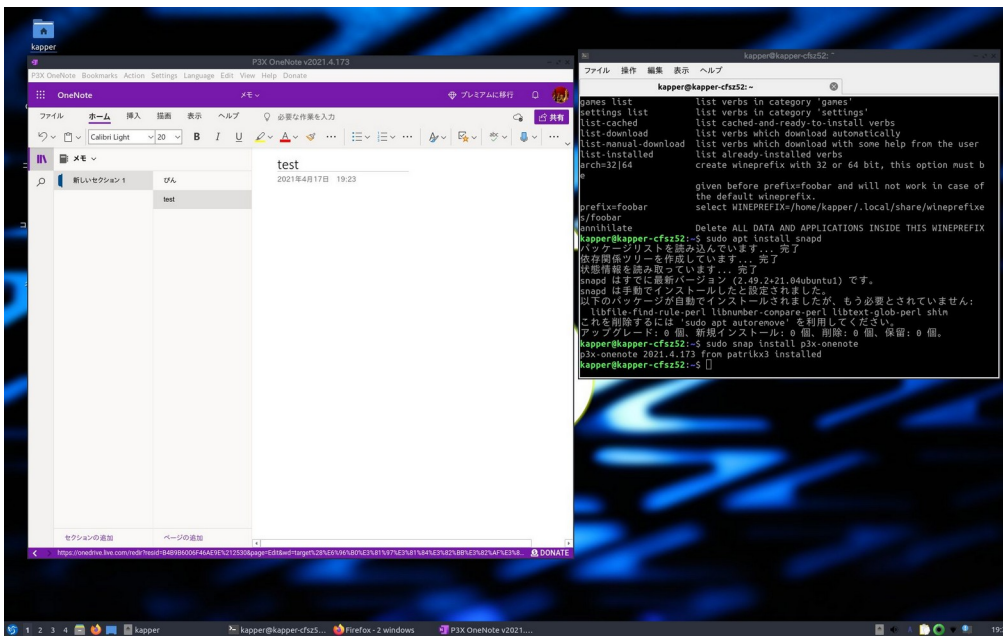 kapper
P3X OneNote v2021.4.173
P3X OneNote Bookmarks Action Settings Language Edit View Help Donate
OneNote
メモ
プレミアムに移行
ファイル ホーム 挿入 描画 表示 ヘルプ 必要な作業を入力
共有
Calibri Light 20 B I U
メモ
新しいセクション 1
ぴん
test
test
2021年4月17日 19:23
セクションの追加
ページの追加
DONATE
kapper@kapper-cfsz52: ~
ファイル 操作 編集 表示 ヘルプ
kapper@kapper-cfsz52: ~
games list list verbs in category 'games'
settings list list verbs in category 'settings'
list-cached list cached-and-ready-to-install verbs
list-download list verbs which download automatically
list-manual-download list verbs which download with some help from the user
list-installed list already-installed verbs
arch=32|64 create wineprefix with 32 or 64 bit, this option must b
e
given before prefix=foobar and will not work in case of
the default wineprefix.
prefix=foobar select WINEPREFIX=/home/kapper/.local/share/wineprefixe
s/foobar
annihilate Delete ALL DATA AND APPLICATIONS INSIDE THIS WINEPREFIX
kapper@kapper-cfsz52:~$ sudo apt install snapd
パッケージリストを読み込んでいます... 完了
依存関係ツリーを作成しています... 完了
状態情報を読み取っています... 完了
snapd はすでに最新バージョン (2.49.2+21.04ubuntu1) です。
snapd は手動でインストールしたと設定されました。
以下のパッケージが自動でインストールされましたが、もう必要とされていません:
libfile-find-rule-perl libnumber-compare-perl libtext-glob-perl shim
これを削除するには 'sudo apt autoremove' を利用してください。
アップグレード: 0 個、新規インストール: 0 個、削除: 0 個、保留: 0 個。
kapper@kapper-cfsz52:~$ sudo snap install p3x-onenote
p3x-onenote 2021.4.173 from patrikx3 installed
kapper@kapper-cfsz52:~$
1 2 3 4 kapper kapper@kapper-cfsz5... Firefox - 2 windows P3X OneNote v2021....
19: